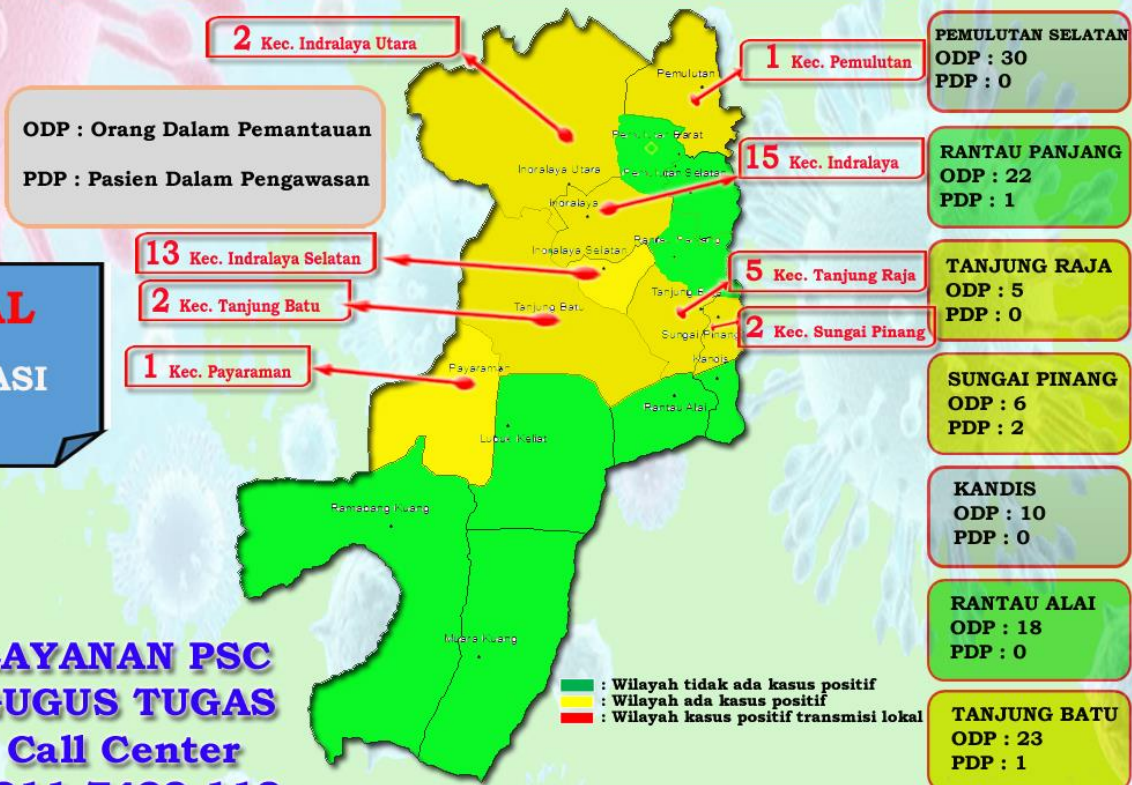 2 Kec. Indralaya Utara
1 Kec. Pemulutan
15 Kec. Indralaya
13 Kec. Indralaya Selatan
5 Kec. Tanjung Raja
2 Kec. Tanjung Batu
2 Kec. Sungai Pinang
1 Kec. Payaraman
ODP : Orang Dalam Pemantauan
PDP : Pasien Dalam Pengawasan
AL
ASI
Pemulutan
Pemulutan Barat
Indralaya Utara
Pemulutan Selatan
Indralaya
Rantau Panjang
Indralaya Selatan
Tanjung
Tanjung Batu
Sungai Pinang
Kandis
Payaraman
Rantau Alai
Lubuk Keliat
Ramabang Kuang
Muara Kuang
LAYANAN PSC
GUGUS TUGAS
Call Center
: Wilayah tidak ada kasus positif
: Wilayah ada kasus positif
: Wilayah kasus positif transmisi lokal
PEMULUTAN SELATAN
ODP : 30
PDP : 0
RANTAU PANJANG
ODP : 22
PDP : 1
TANJUNG RAJA
ODP : 5
PDP : 0
SUNGAI PINANG
ODP : 6
PDP : 2
KANDIS
ODP : 10
PDP : 0
RANTAU ALAI
ODP : 18
PDP : 0
TANJUNG BATU
ODP : 23
PDP : 1